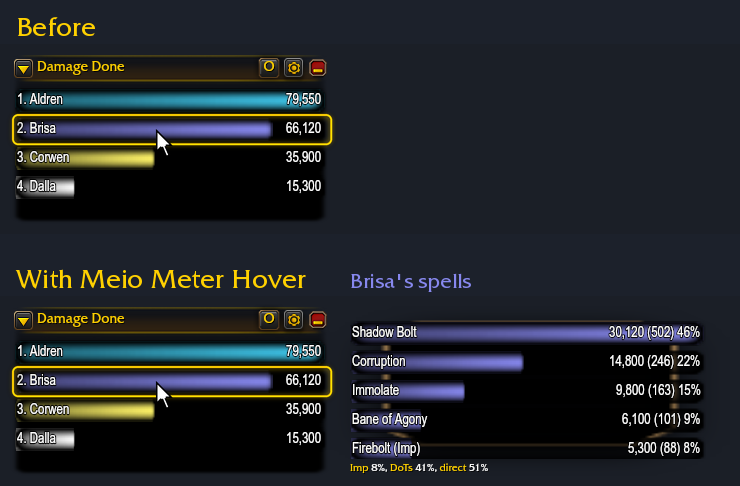 Before
Damage Done
O
1. Aldren 79,550
2. Brisa 66,120
3. Corwen 35,900
4. Dalla 15,300
With Meio Meter Hover
Damage Done
O
1. Aldren 79,550
2. Brisa 66,120
3. Corwen 35,900
4. Dalla 15,300
Brisa's spells
Shadow Bolt 30,120 (502) 46%
Corruption 14,800 (246) 22%
Immolate 9,800 (163) 15%
Bane of Agony 6,100 (101) 9%
Firebolt (Imp) 5,300 (88) 8%
Imp 8%, DoTs 41%, direct 51%